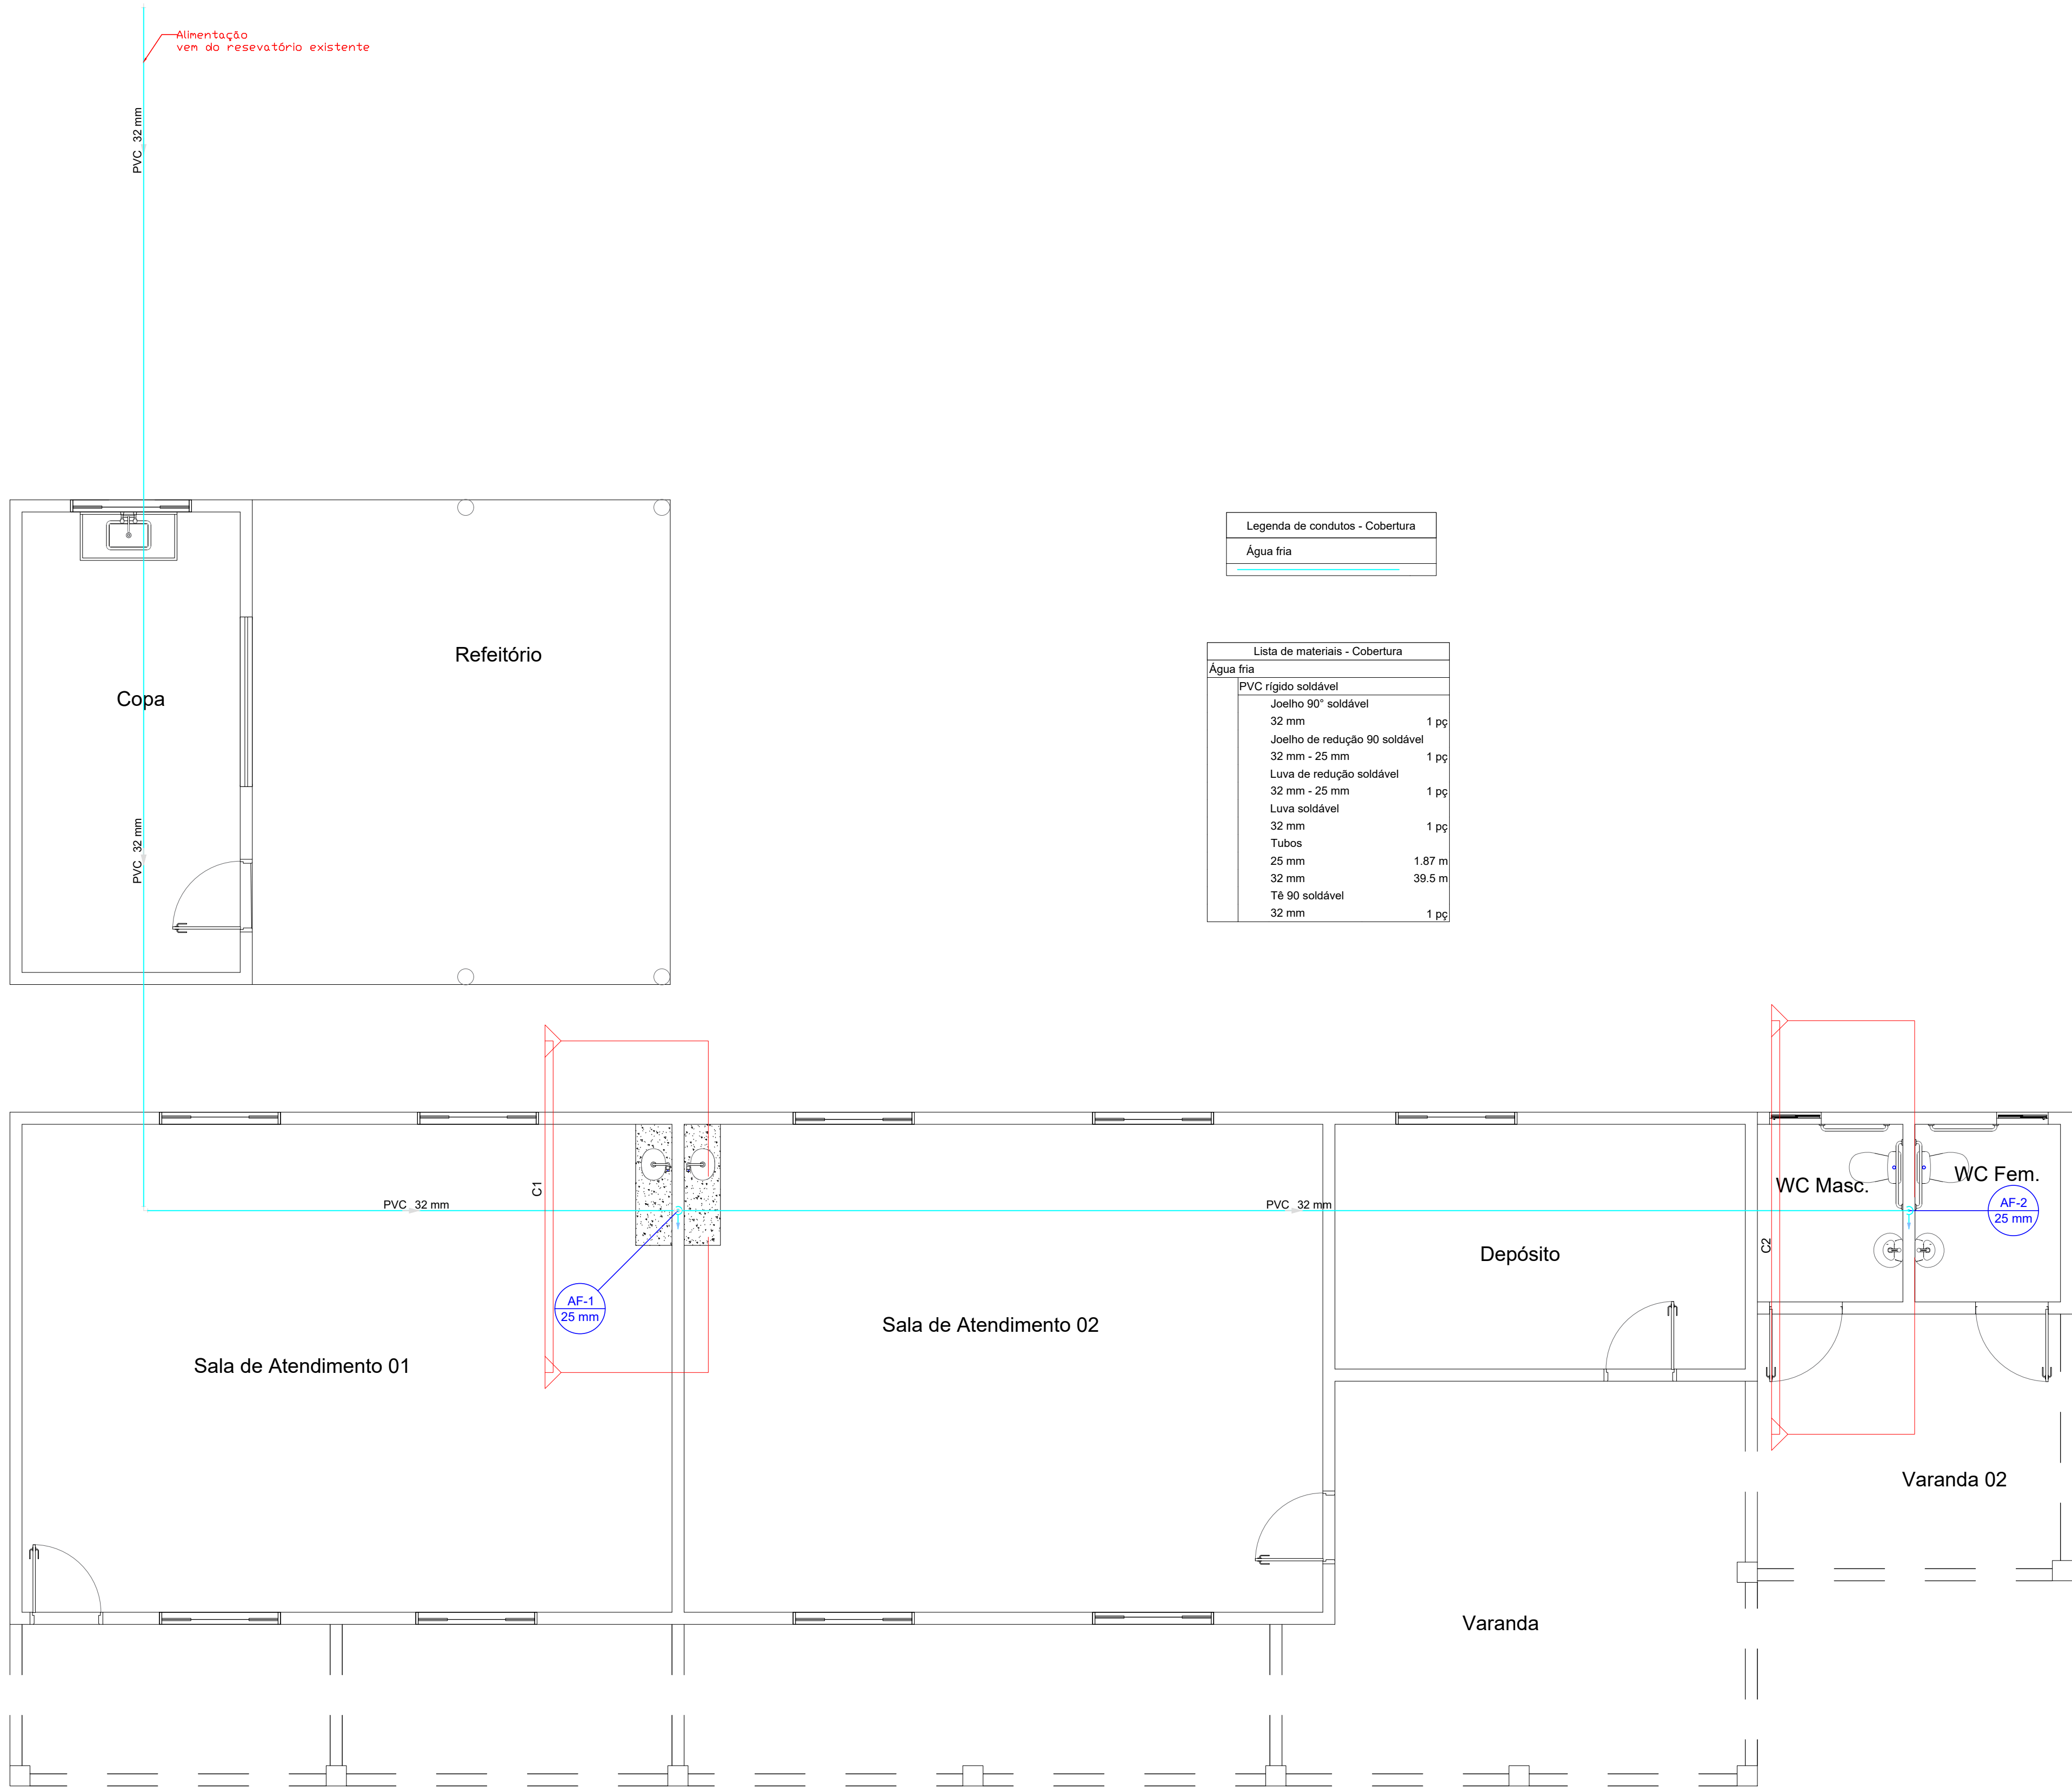 Alimentação
vem do resevatório existente
PVC 32 mm
Legenda de condutos - Cobertura
Água fria
Lista de materiais - Cobertura
Água fria
PVC rígido soldável
Joelho 90° soldável
32 mm 1 pç
Joelho de redução 90 soldável
32 mm - 25 mm 1 pç
Luva de redução soldável
32 mm - 25 mm 1 pç
Luva soldável
32 mm 1 pç
Tubos
25 mm 1.87 m
32 mm 39.5 m
Tê 90 soldável
32 mm 1 pç
Refeitório
Copa
PVC 32 mm
PVC 32 mm
C1
PVC 32 mm
WC Masc.
WC Fem.
AF-2
25 mm
C2
Depósito
AF-1
25 mm
Sala de Atendimento 01
Sala de Atendimento 02
Varanda 02
Varanda